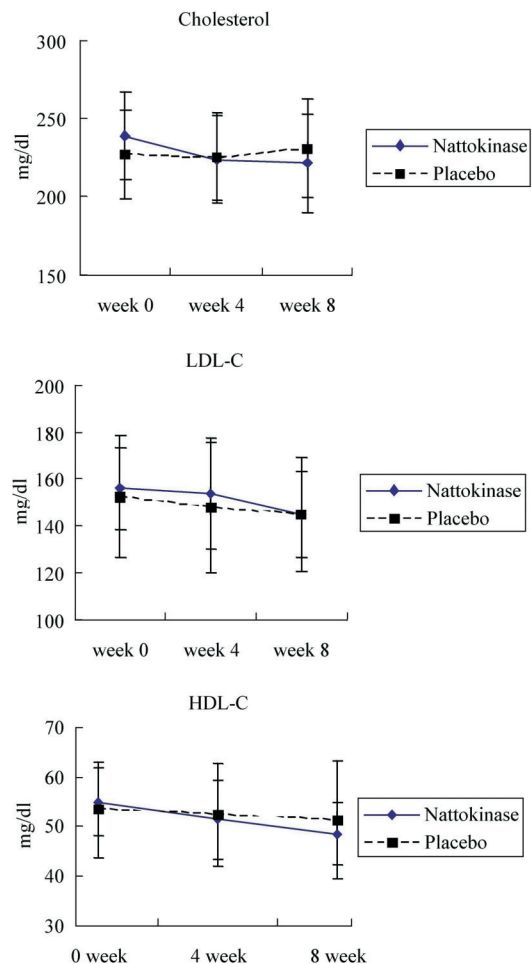 Cholesterol
300
250
200
150
mg/dl
week 0 week 4 week 8
Nattokinase
Placebo
LDL-C
180
160
140
120
100
mg/dl
week 0 week 4 week 8
Nattokinase
Placebo
HDL-C
70
60
50
40
30
mg/dl
0 week 4 week 8 week
Nattokinase
Placebo